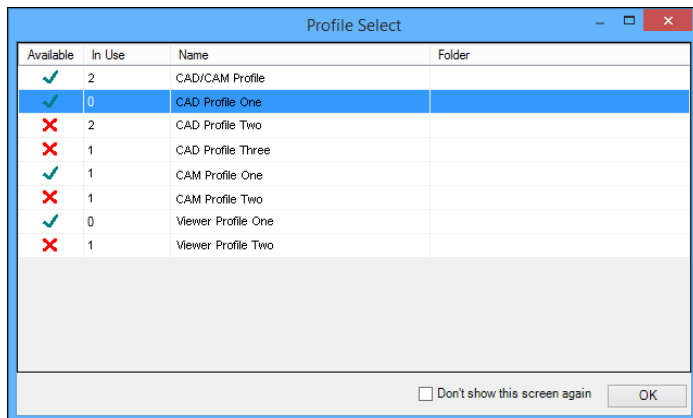 Profile Select
Available In Use Name Folder
2 CAD/CAM Profile
0 CAD Profile One
2 CAD Profile Two
1 CAD Profile Three
1 CAM Profile One
1 CAM Profile Two
0 Viewer Profile One
1 Viewer Profile Two
Don't show this screen again OK